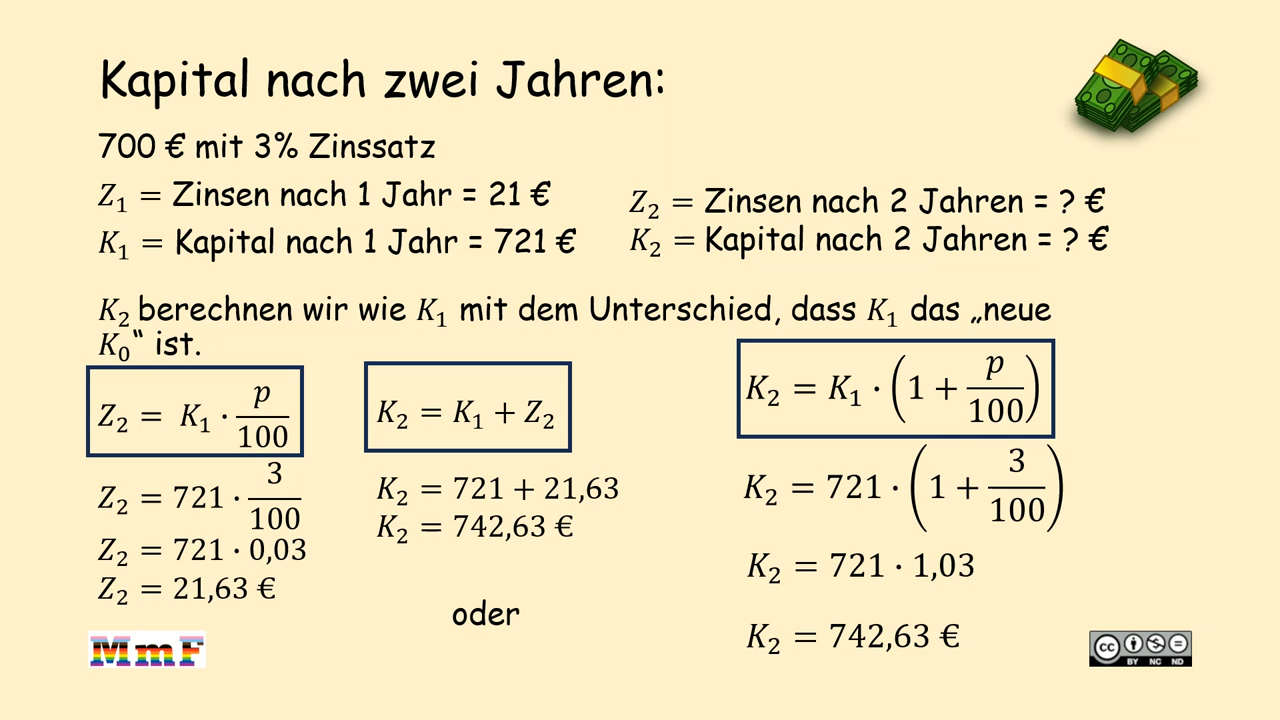 Kapital nach zwei Jahren:
700 € mit 3% Zinssatz
Z₁ = Zinsen nach 1 Jahr = 21 €
K₁ = Kapital nach 1 Jahr = 721 €
Z₂ = Zinsen nach 2 Jahren = ? €
K₂ = Kapital nach 2 Jahren = ? €
K₂ berechnen wir wie K₁ mit dem Unterschied, dass K₁ das „neue
K₀“ ist.
Z₂ = K₁ · p/100
Z₂ = 721 · 3/100
Z₂ = 721 · 0,03
Z₂ = 21,63 €
K₂ = K₁ + Z₂
K₂ = 721 + 21,63
K₂ = 742,63 €
oder
K₂ = K₁ · (1 + p/100)
K₂ = 721 · (1 + 3/100)
K₂ = 721 · 1,03
K₂ = 742,63 €
MmF
cc BY NC ND